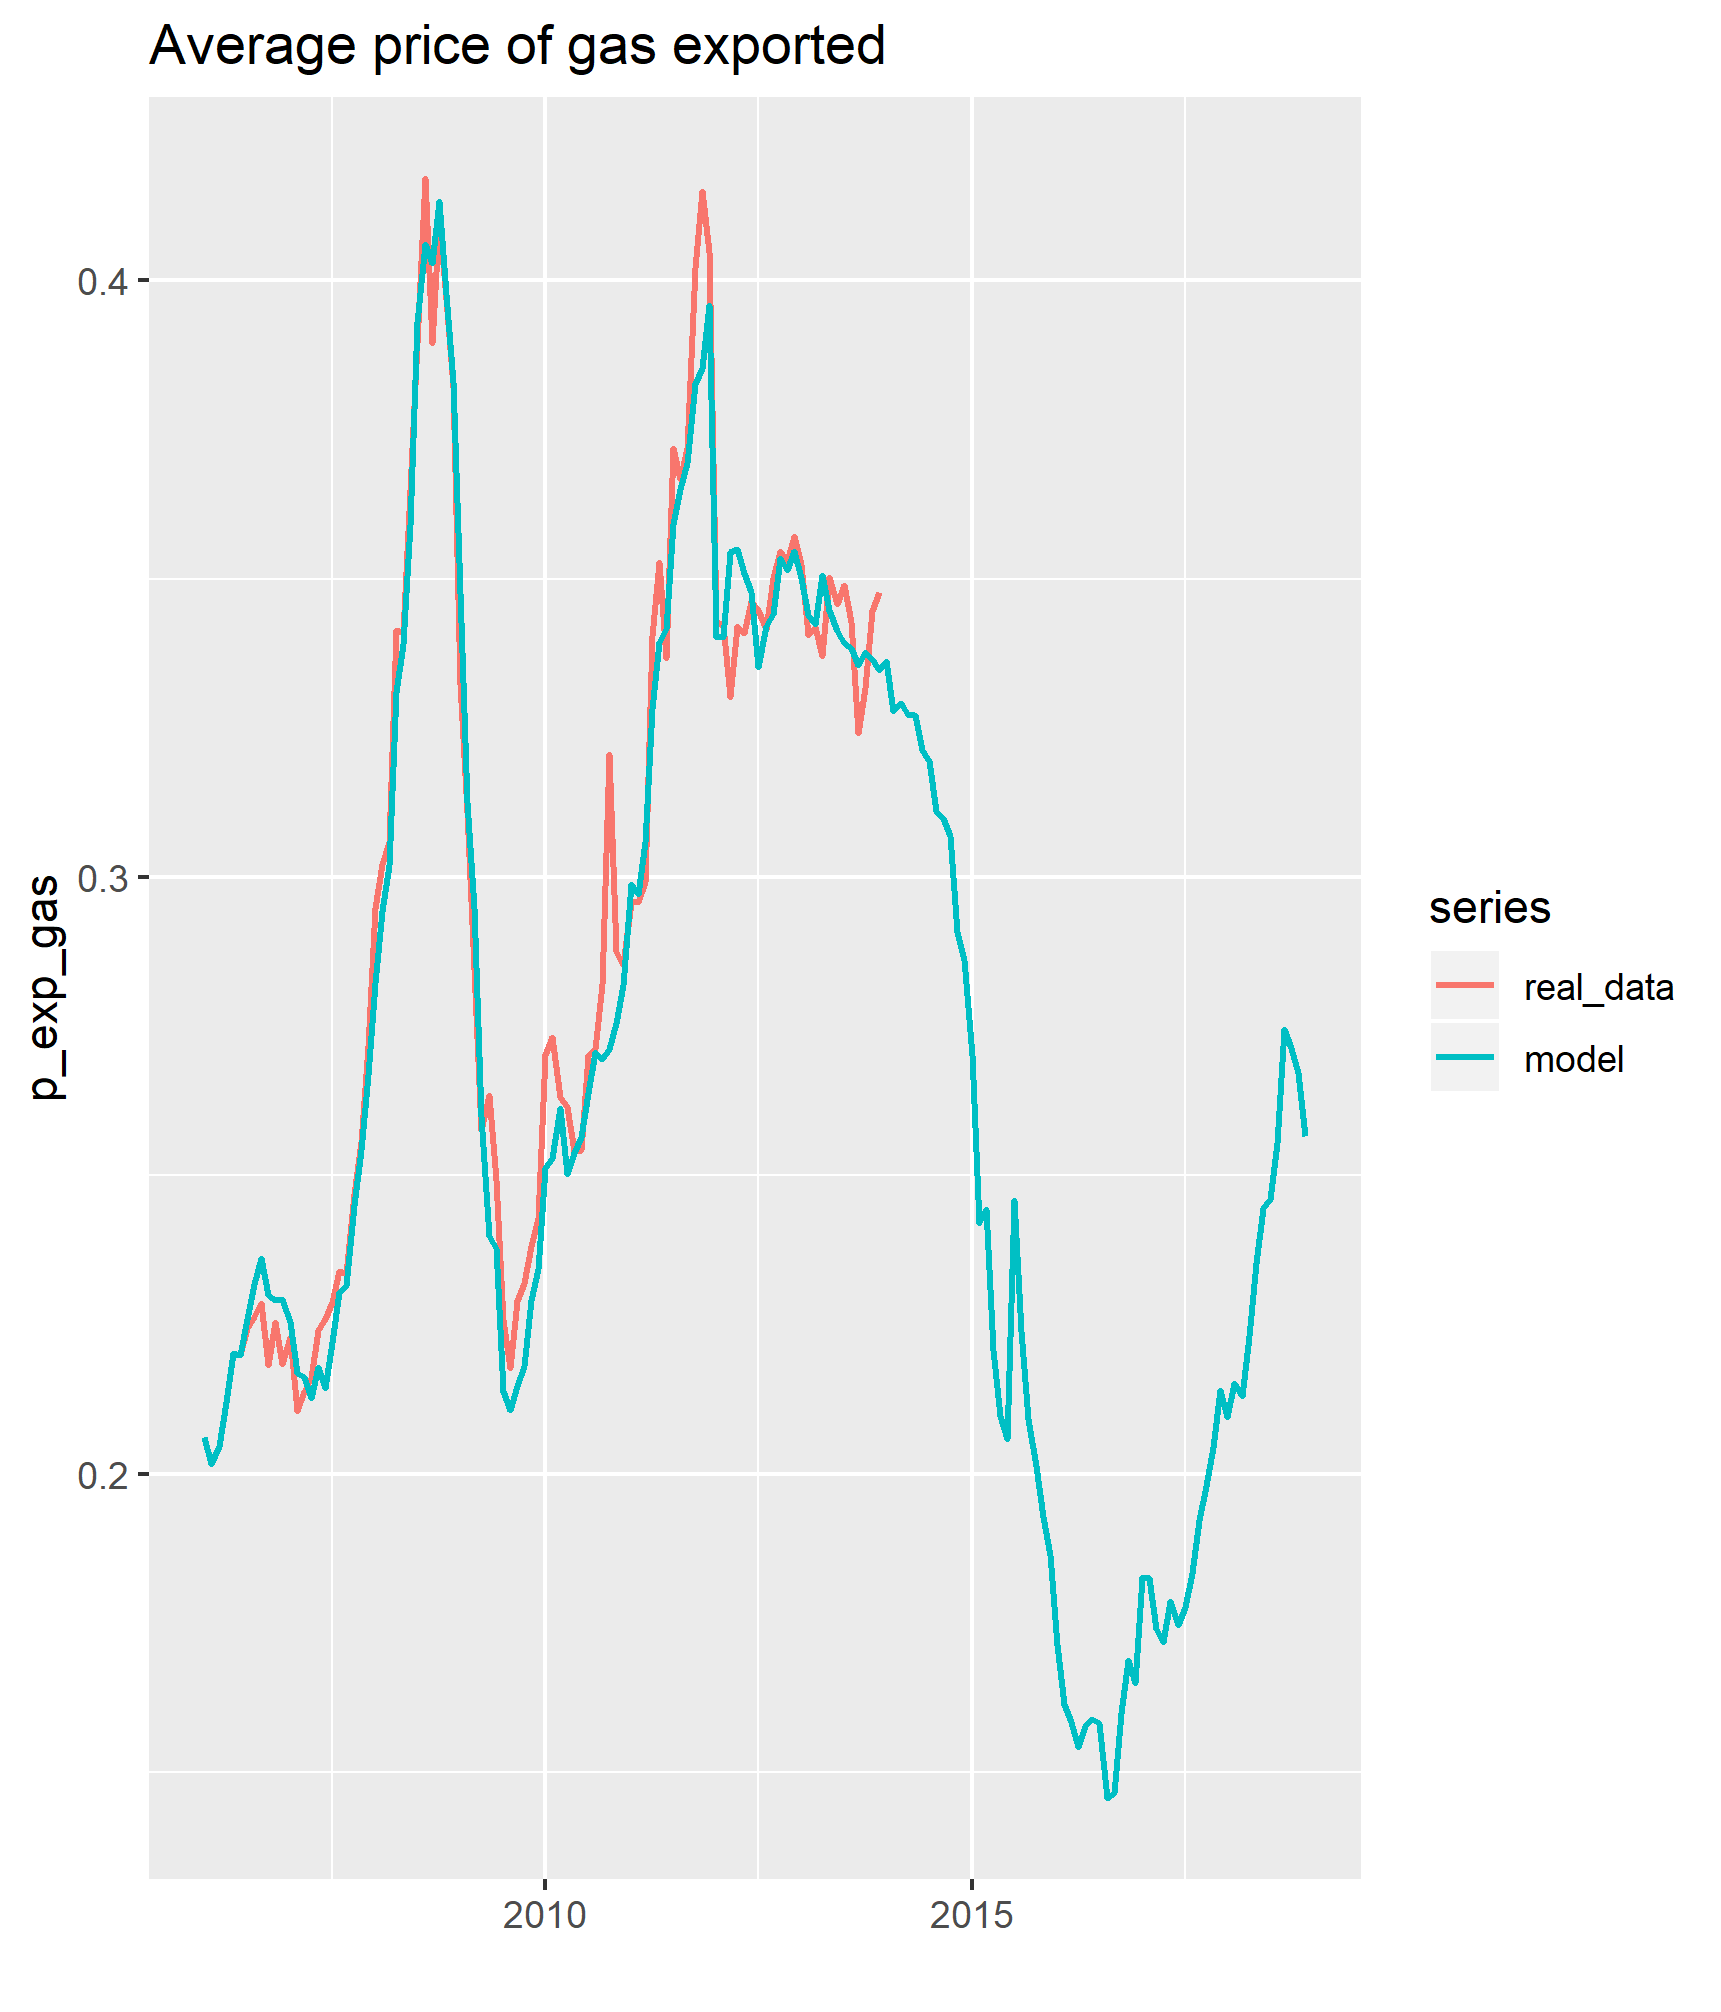 Average price of gas exported
p_exp_gas
0.4
0.3
0.2
2010
2015
series
real_data
model